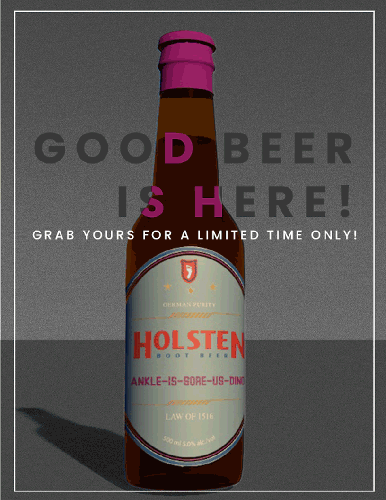 GOOD BEER
IS HERE!
GRAB YOURS FOR A LIMITED TIME ONLY!
GERMAN PURITY
HOLSTEN
ROOT BEER
ANKLE-IS-SORE-US-DING
LAW OF 1516